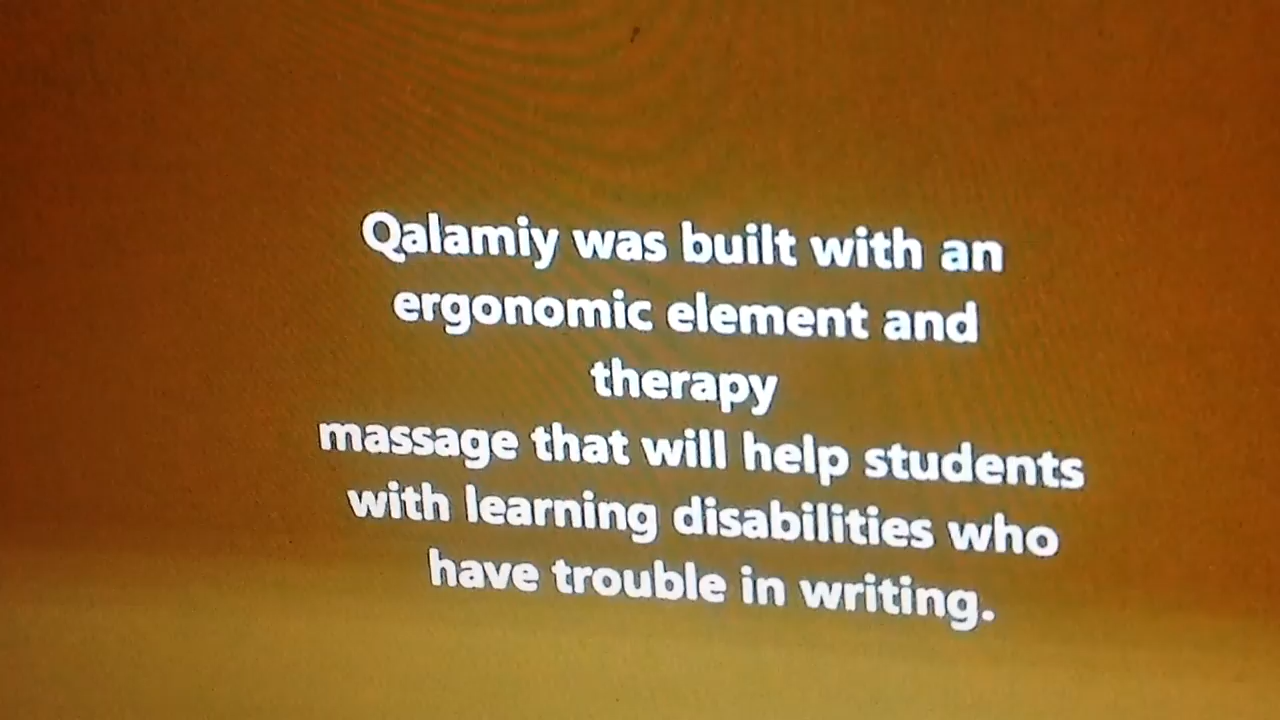 Qalamiy was built with an
ergonomic element and
therapy
massage that will help students
with learning disabilities who
have trouble in writing.